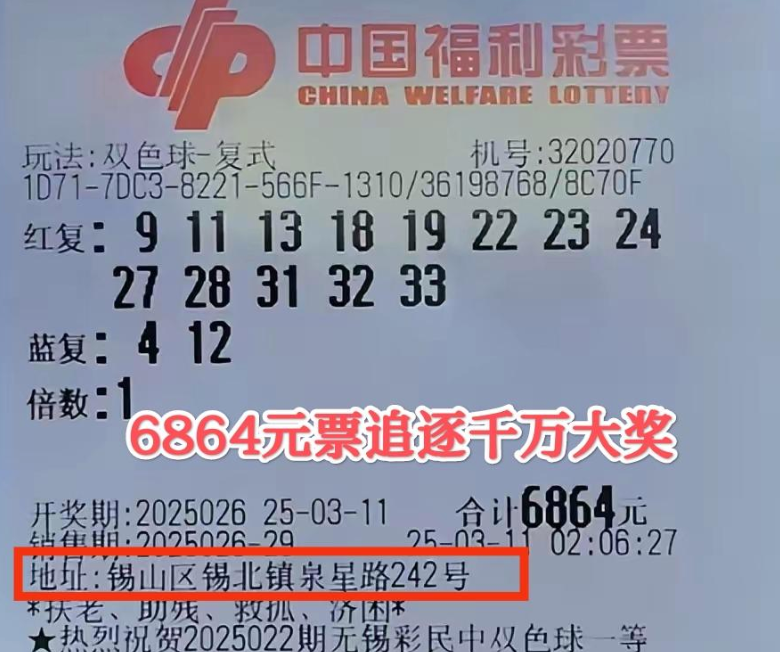 中国福利彩票
CHINA WELFARE LOTTERY
玩法:双色球-复式 机号:32020770
1D71-7DC3-8221-566F-1310/36198768/8C70F
红复: 9 11 13 18 19 22 23 24
27 28 31 32 33
蓝复: 4 12
倍数:1
6864元票追逐千万大奖
开奖期:2025026 25-03-11 合计6864元
销售期:2025026-29 25-03-11 02:06:27
地址:锡山区锡北镇泉星路242号
*扶老、助残、救孤、济困*
★热烈祝贺2025022期无锡彩民中双色球一等